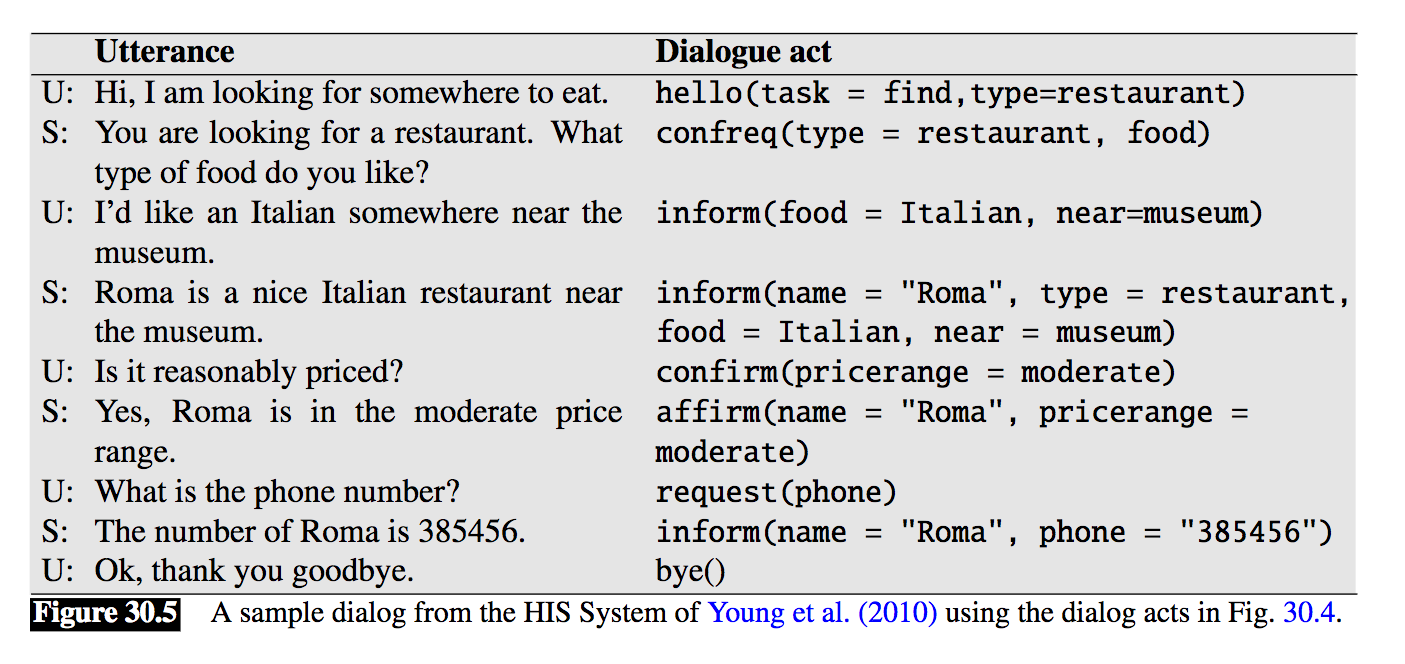 Utterance Dialogue act
U: Hi, I am looking for somewhere to eat. hello(task = find,type=restaurant)
S: You are looking for a restaurant. What confreq(type = restaurant, food)
type of food do you like?
U: I’d like an Italian somewhere near the inform(food = Italian, near=museum)
museum.
S: Roma is a nice Italian restaurant near inform(name = "Roma", type = restaurant,
the museum. food = Italian, near = museum)
U: Is it reasonably priced? confirm(pricerange = moderate)
S: Yes, Roma is in the moderate price affirm(name = "Roma", pricerange =
range. moderate)
U: What is the phone number? request(phone)
S: The number of Roma is 385456. inform(name = "Roma", phone = "385456")
U: Ok, thank you goodbye. bye()
Figure 30.5 A sample dialog from the HIS System of Young et al. (2010) using the dialog acts in Fig. 30.4.